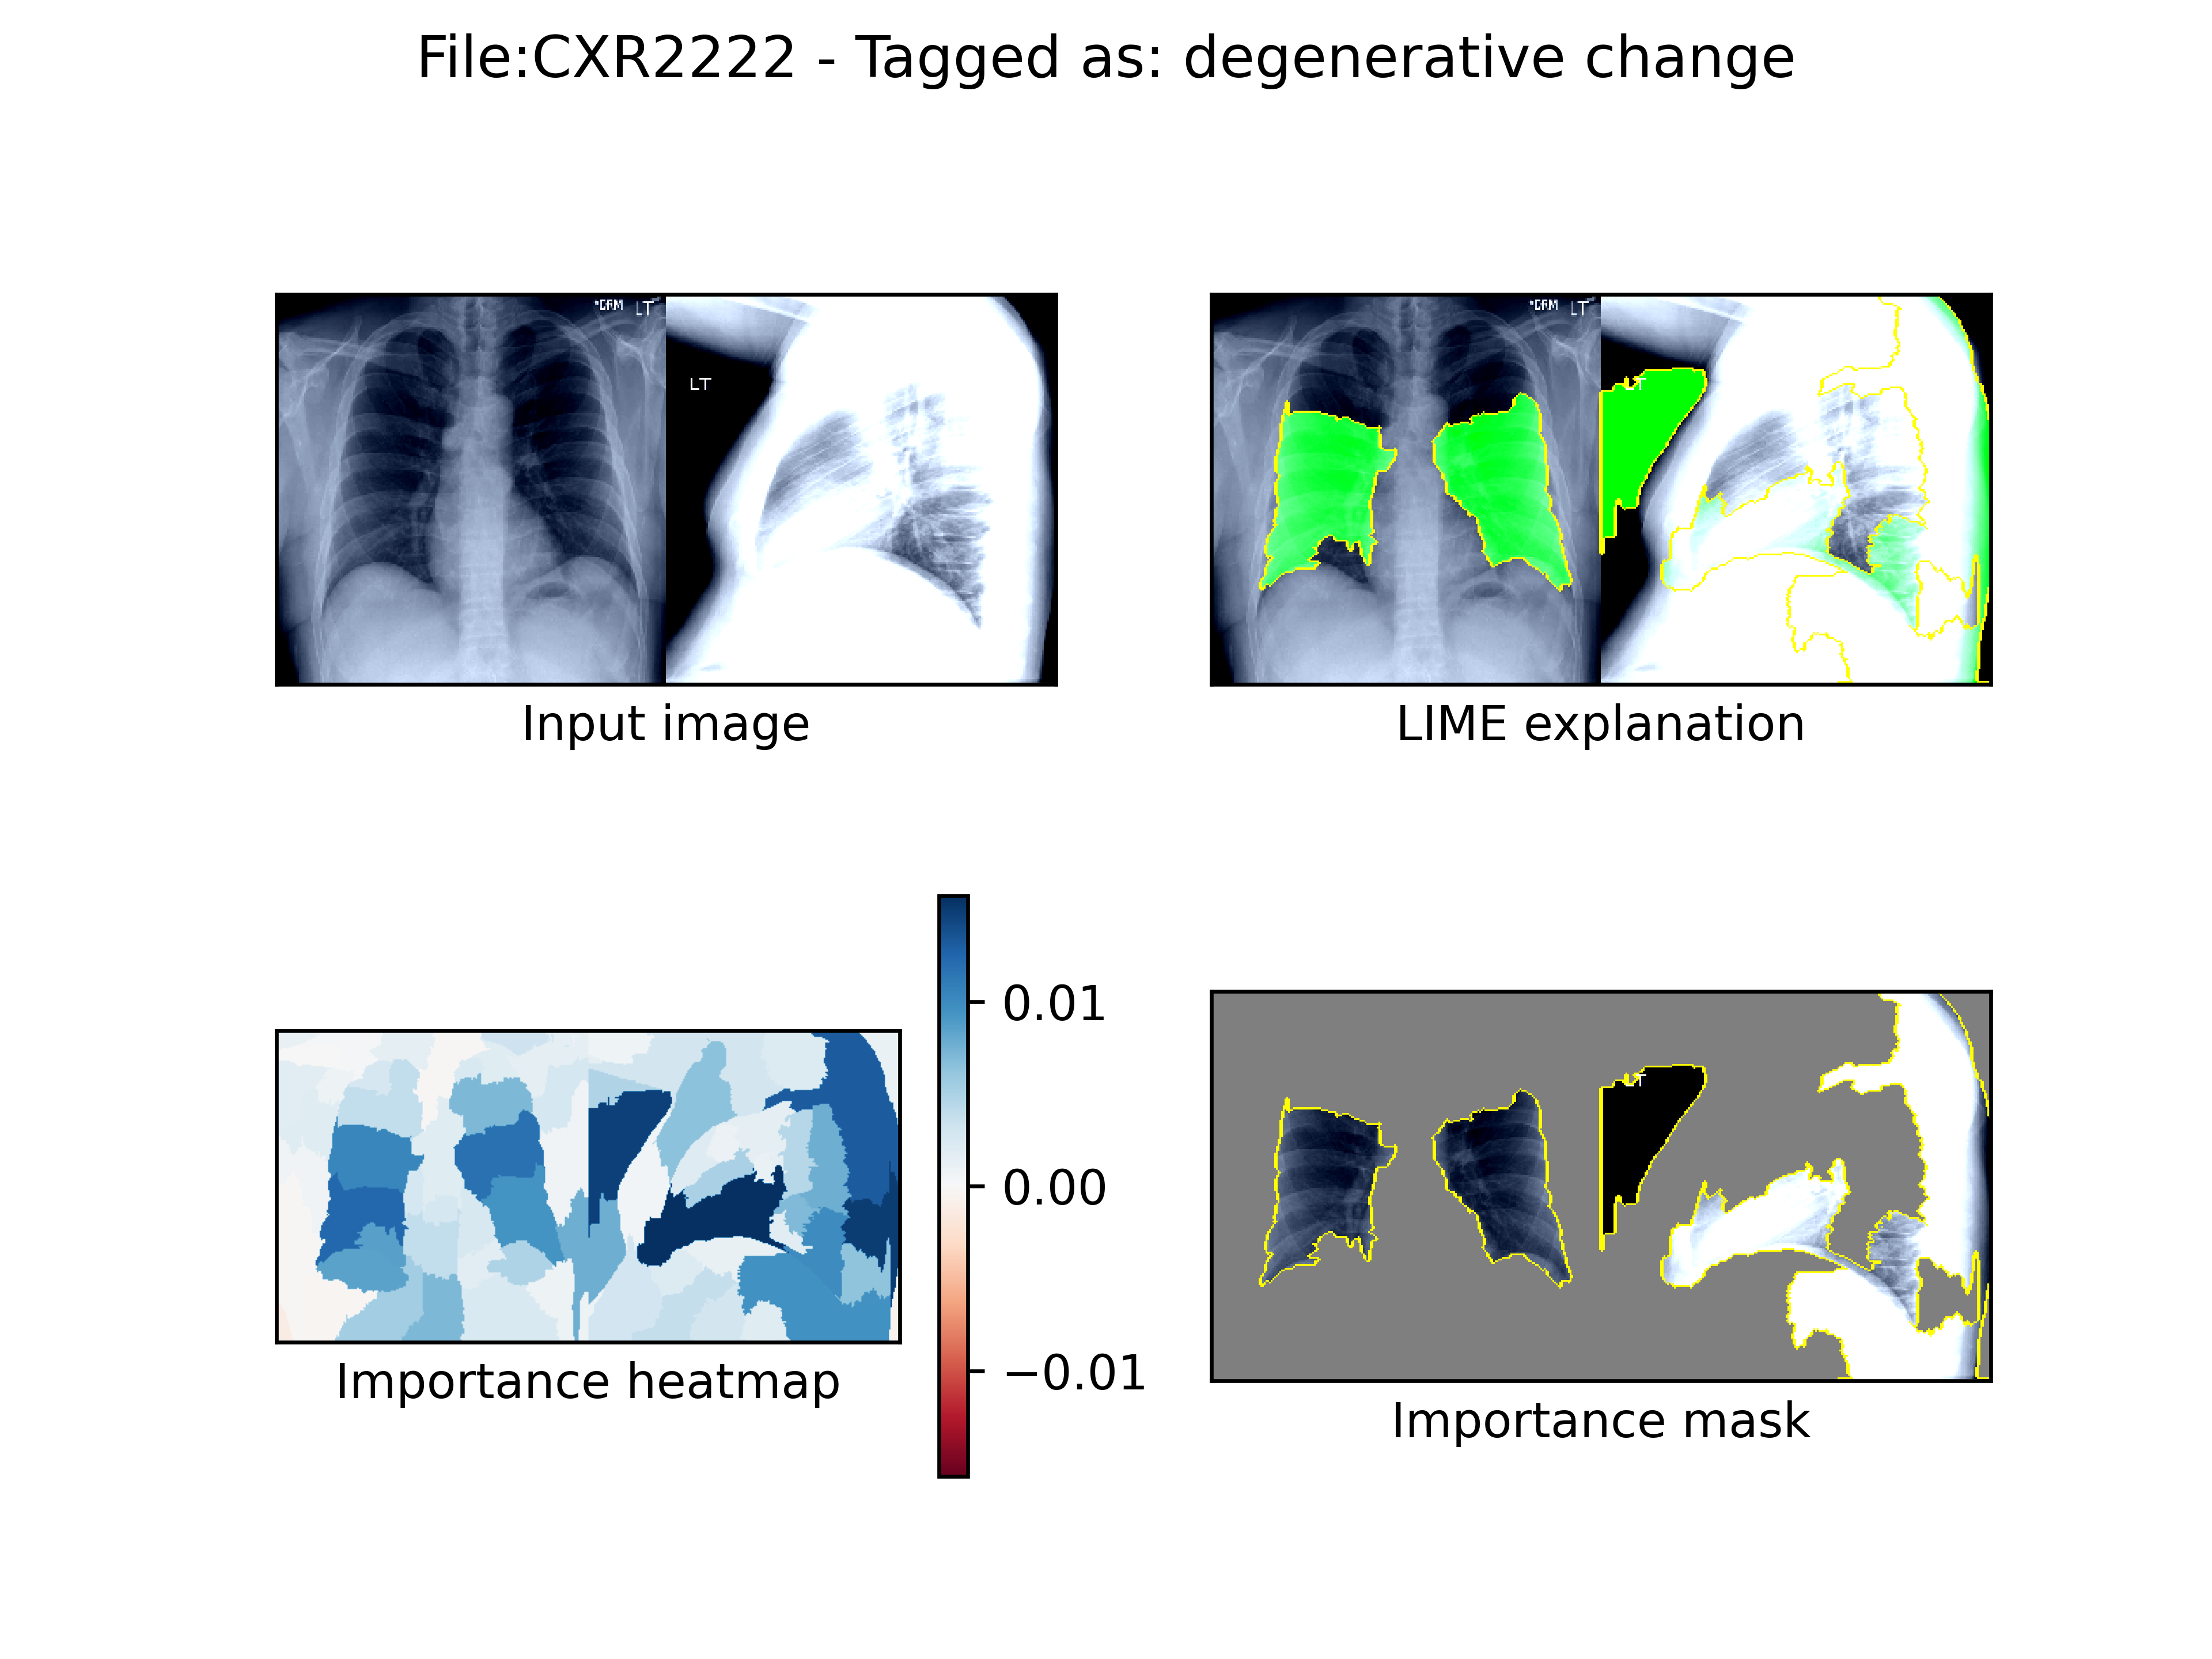 File:CXR2222 - Tagged as: degenerative change
LT
LT
Input image
LT
LIME explanation
0.01
0.00
−0.01
Importance heatmap
Importance mask